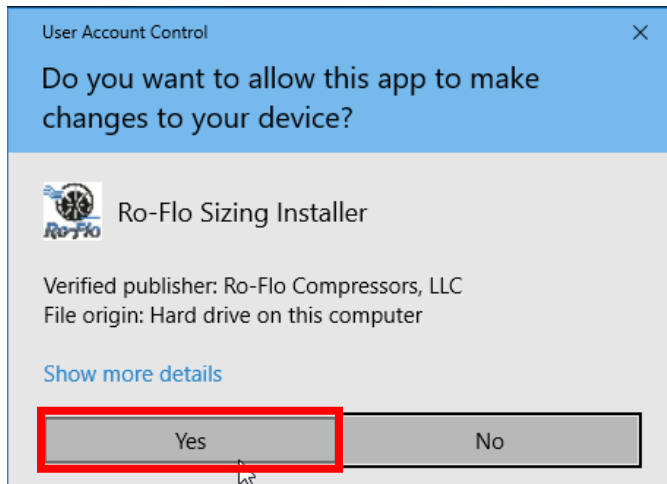 User Account Control
Do you want to allow this app to make
changes to your device?
Ro-Flo
Ro-Flo Sizing Installer
Verified publisher: Ro-Flo Compressors, LLC
File origin: Hard drive on this computer
Show more details
Yes
No